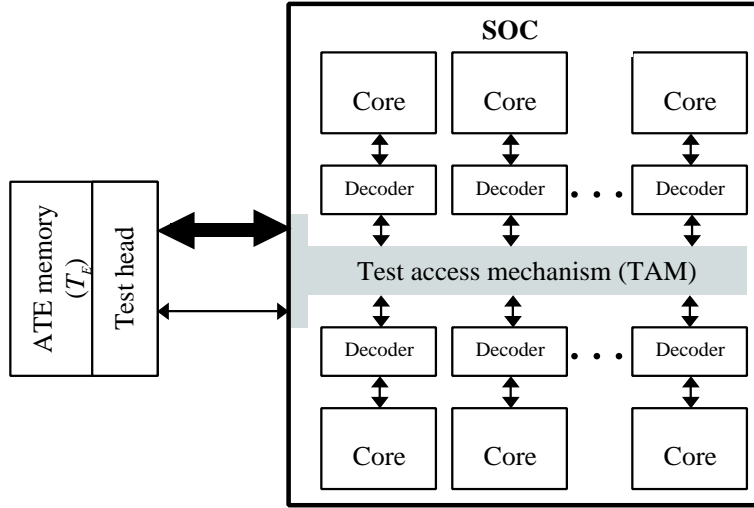 SOC
Core
Core
Core
Decoder
Decoder
. . .
Decoder
ATE memory
(T_E)
Test head
Test access mechanism (TAM)
Decoder
Decoder
. . .
Decoder
Core
Core
Core